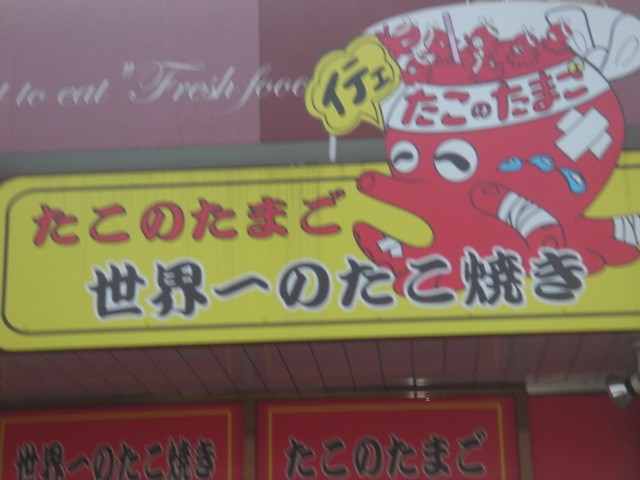 t to eat "Fresh food
イテェ
たこのたまご
たこのたまご
世界一のたこ焼き
世界一のたこ焼き
たこのたまご